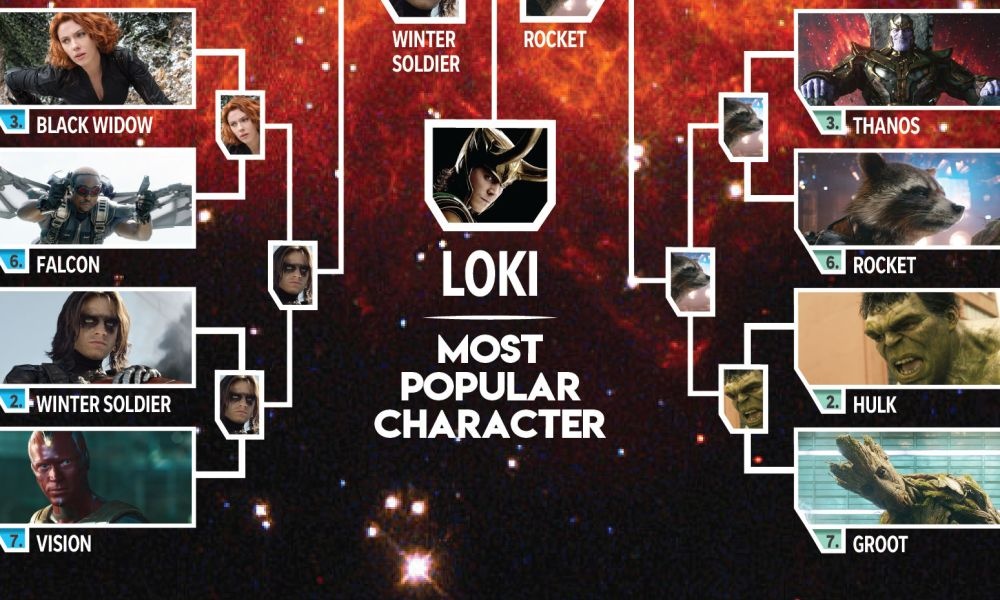 WINTER
SOLDIER
ROCKET
3. BLACK WIDOW
3. THANOS
6. FALCON
6. ROCKET
LOKI
MOST
POPULAR
CHARACTER
2. WINTER SOLDIER
2. HULK
7. VISION
7. GROOT